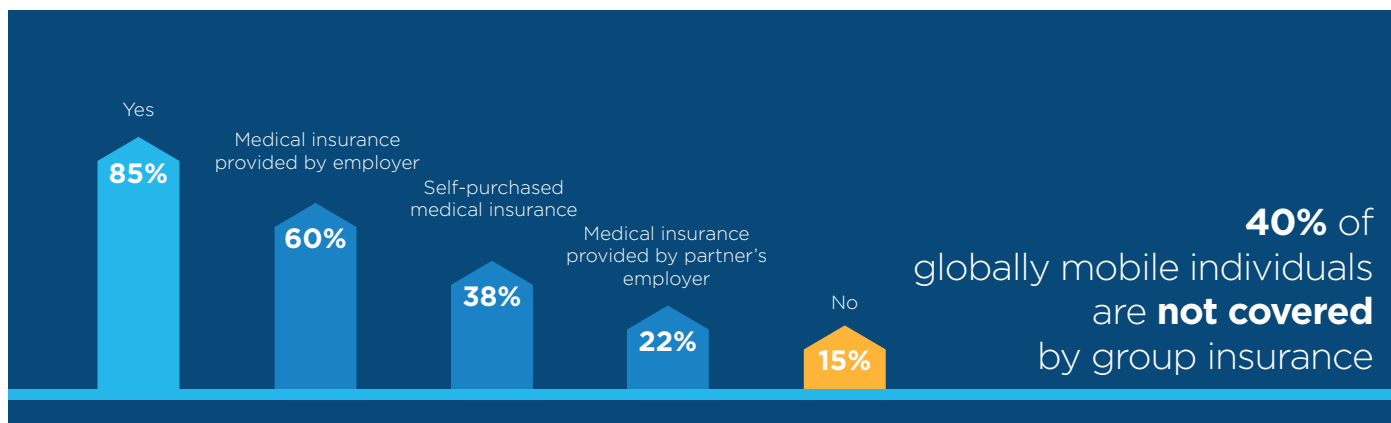 Yes
85%
Medical insurance
provided by employer
60%
Self-purchased
medical insurance
38%
Medical insurance
provided by partner’s
employer
22%
No
15%
40% of
globally mobile individuals
are not covered
by group insurance